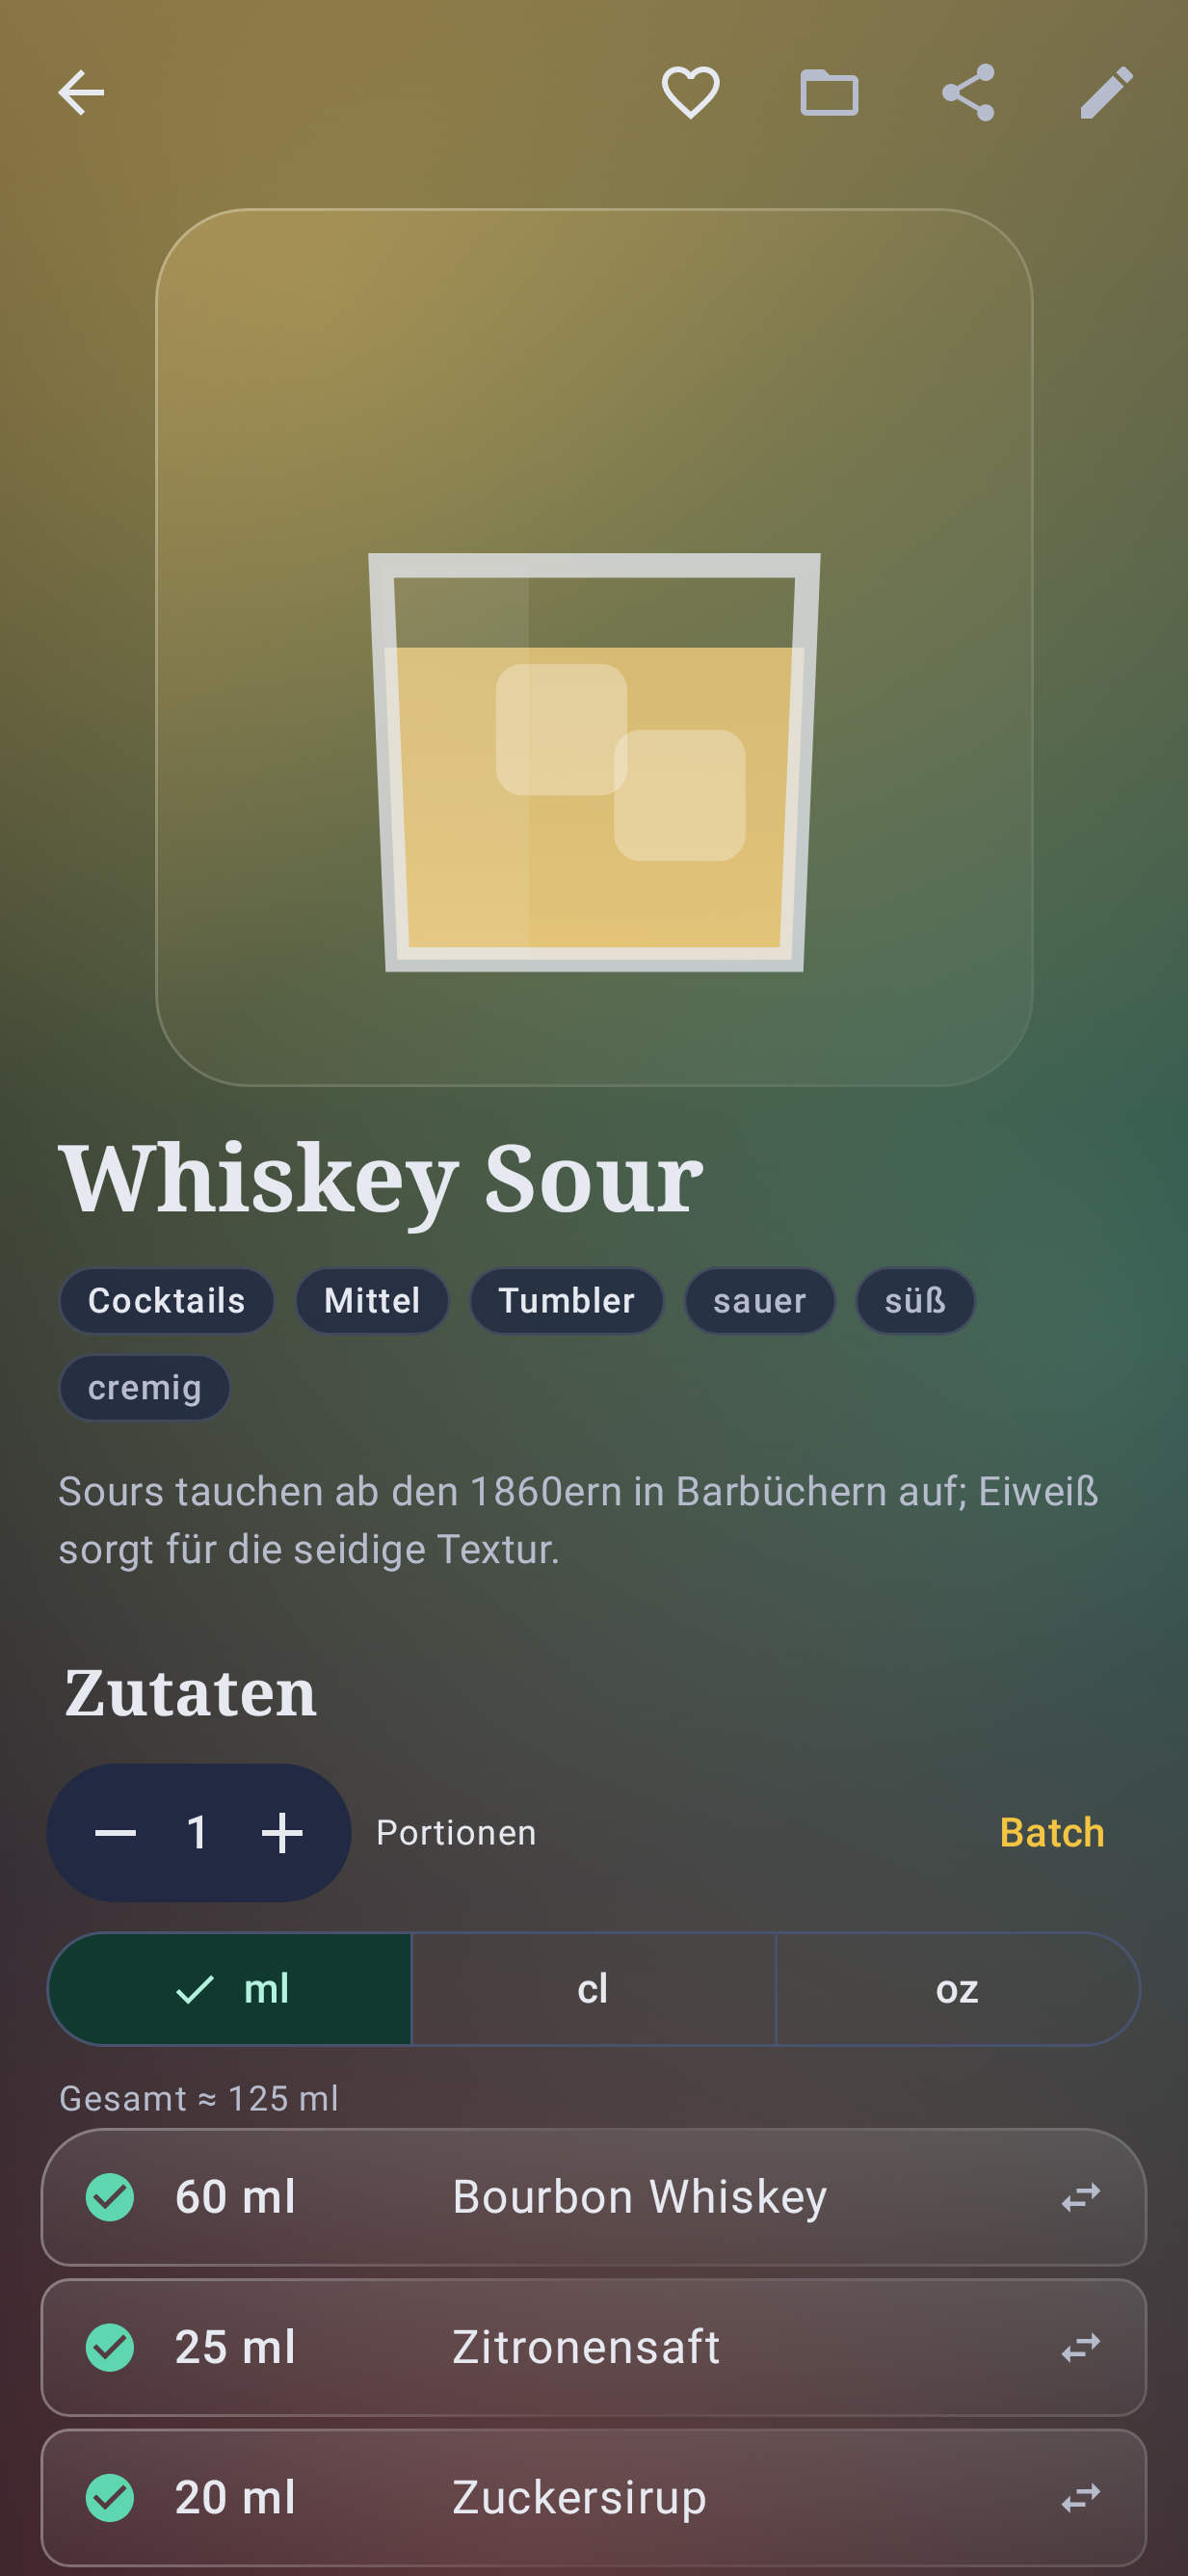 Whiskey Sour
Cocktails Mittel Tumbler sauer süß
cremig
Sours tauchen ab den 1860ern in Barbüchern auf; Eiweiß
sorgt für die seidige Textur.
Zutaten
1 Portionen Batch
ml cl oz
Gesamt ≈ 125 ml
60 ml Bourbon Whiskey
25 ml Zitronensaft
20 ml Zuckersirup